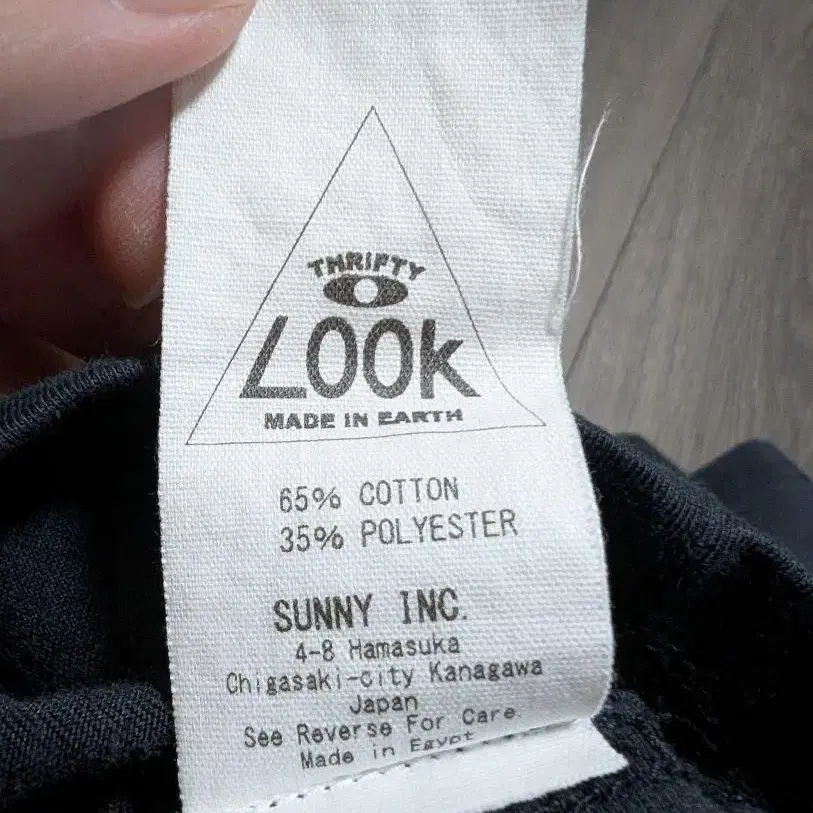 THRIFTY
LOOK
MADE IN EARTH
65% COTTON
35% POLYESTER
SUNNY INC.
4-8 Hamasuka
Chigasaki-city Kanagawa
Japan
See Reverse For Care.
Made in Egypt